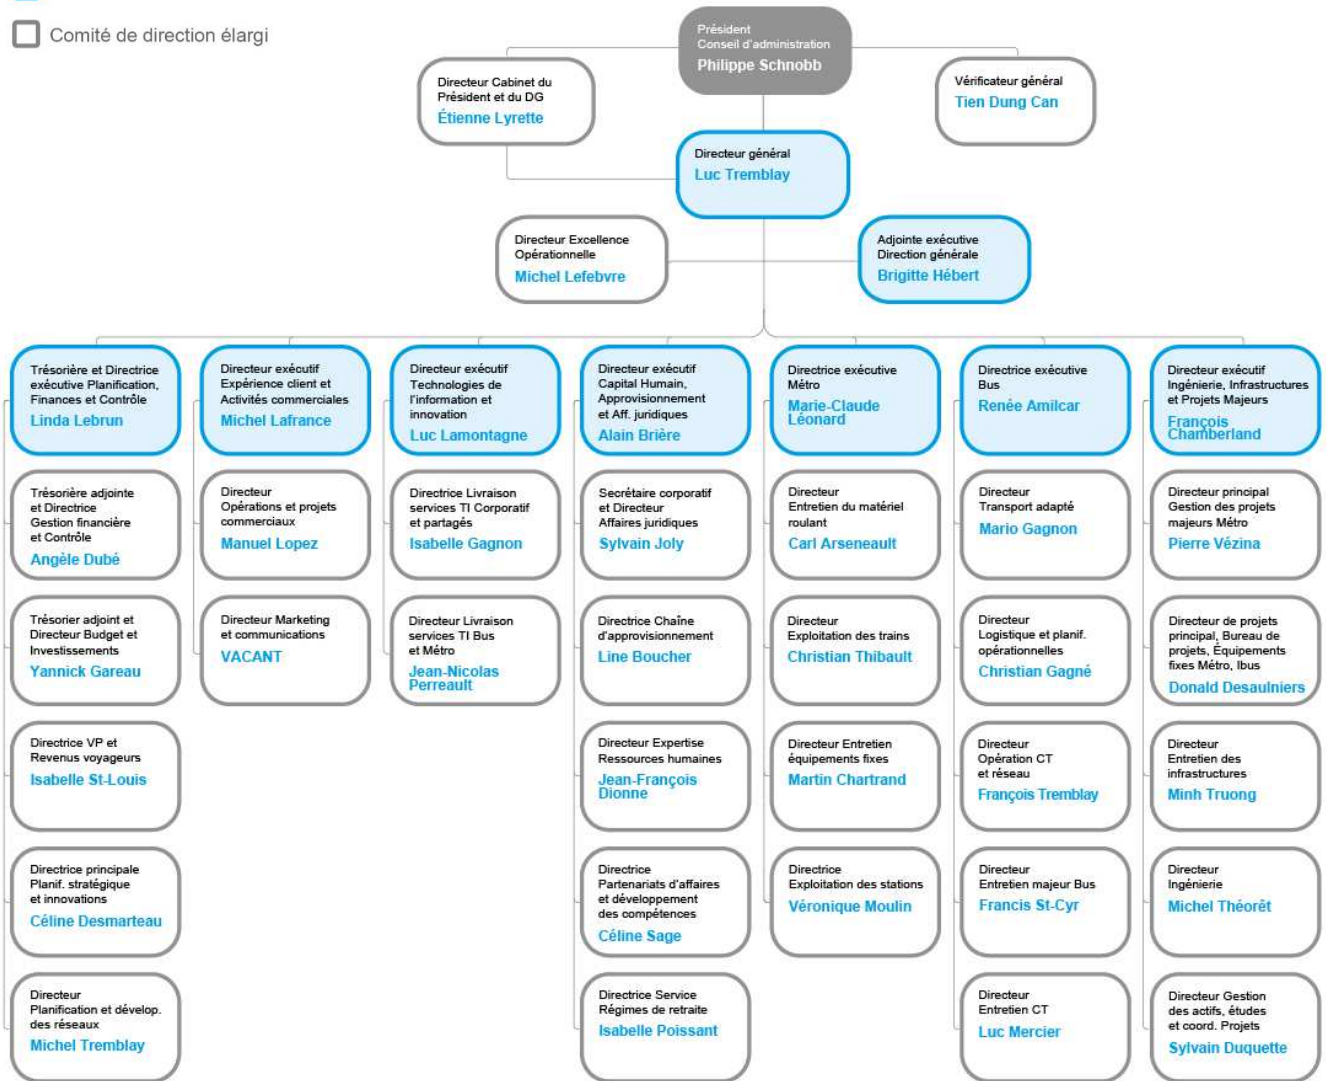 Comité de direction élargi
Président
Conseil d'administration
Philippe Schnobb
Directeur Cabinet du
Président et du DG
Étienne Lyrette
Vérificateur général
Tien Dung Can
Directeur général
Luc Tremblay
Directeur Excellence
Opérationnelle
Michel Lefebvre
Adjointe exécutive
Direction générale
Brigitte Hébert
Trésorière et Directrice
exécutive Planification,
Finances et Contrôle
Linda Lebrun
Directeur exécutif
Expérience client et
Activités commerciales
Michel Lafrance
Directeur exécutif
Technologies de
l'information et
innovation
Luc Lamontagne
Directeur exécutif
Capital Humain,
Approvisionnement
et Aff. juridiques
Alain Brière
Directrice exécutive
Métro
Marie-Claude
Léonard
Directrice exécutive
Bus
Renée Amilcar
Directeur exécutif
Ingénierie, Infrastructures
et Projets Majeurs
François
Chamberland
Trésorière adjointe
et Directrice
Gestion financière
et Contrôle
Angèle Dubé
Directeur
Opérations et projets
commerciaux
Manuel Lopez
Directrice Livraison
services TI Corporatif
et partagés
Isabelle Gagnon
Secrétaire corporatif
et Directeur
Affaires juridiques
Sylvain Joly
Directeur
Entretien du matériel
roulant
Carl Arseneault
Directeur
Transport adapté
Mario Gagnon
Directeur principal
Gestion des projets
majeurs Métro
Pierre Vézina
Trésorier adjoint et
Directeur Budget et
Investissements
Yannick Gareau
Directeur Marketing
et communications
VACANT
Directeur Livraison
services TI Bus
et Métro
Jean-Nicolas
Perreault
Directrice Chaîne
d'approvisionnement
Line Boucher
Directeur
Exploitation des trains
Christian Thibault
Directeur
Logistique et planif.
opérationnelles
Christian Gagné
Directeur de projets
principal, Bureau de
projets, Équipements
fixes Métro, Ibus
Donald Desaulniers
Directrice VP et
Revenus voyageurs
Isabelle St-Louis
Directeur Expertise
Ressources humaines
Jean-François
Dionne
Directeur Entretien
équipements fixes
Martin Chartrand
Directeur
Opération CT
et réseau
François Tremblay
Directeur
Entretien des
infrastructures
Minh Truong
Directrice principale
Planif. stratégique
et innovations
Céline Desmarteau
Directrice
Partenariats d'affaires
et développement
des compétences
Céline Sage
Directrice
Exploitation des stations
Véronique Moulin
Directeur
Entretien majeur Bus
Francis St-Cyr
Directeur
Ingénierie
Michel Théorêt
Directeur
Planification et dévelop.
des réseaux
Michel Tremblay
Directrice Service
Régimes de retraite
Isabelle Poissant
Directeur
Entretien CT
Luc Mercier
Directeur Gestion
des actifs, études
et coord. Projets
Sylvain Duquette